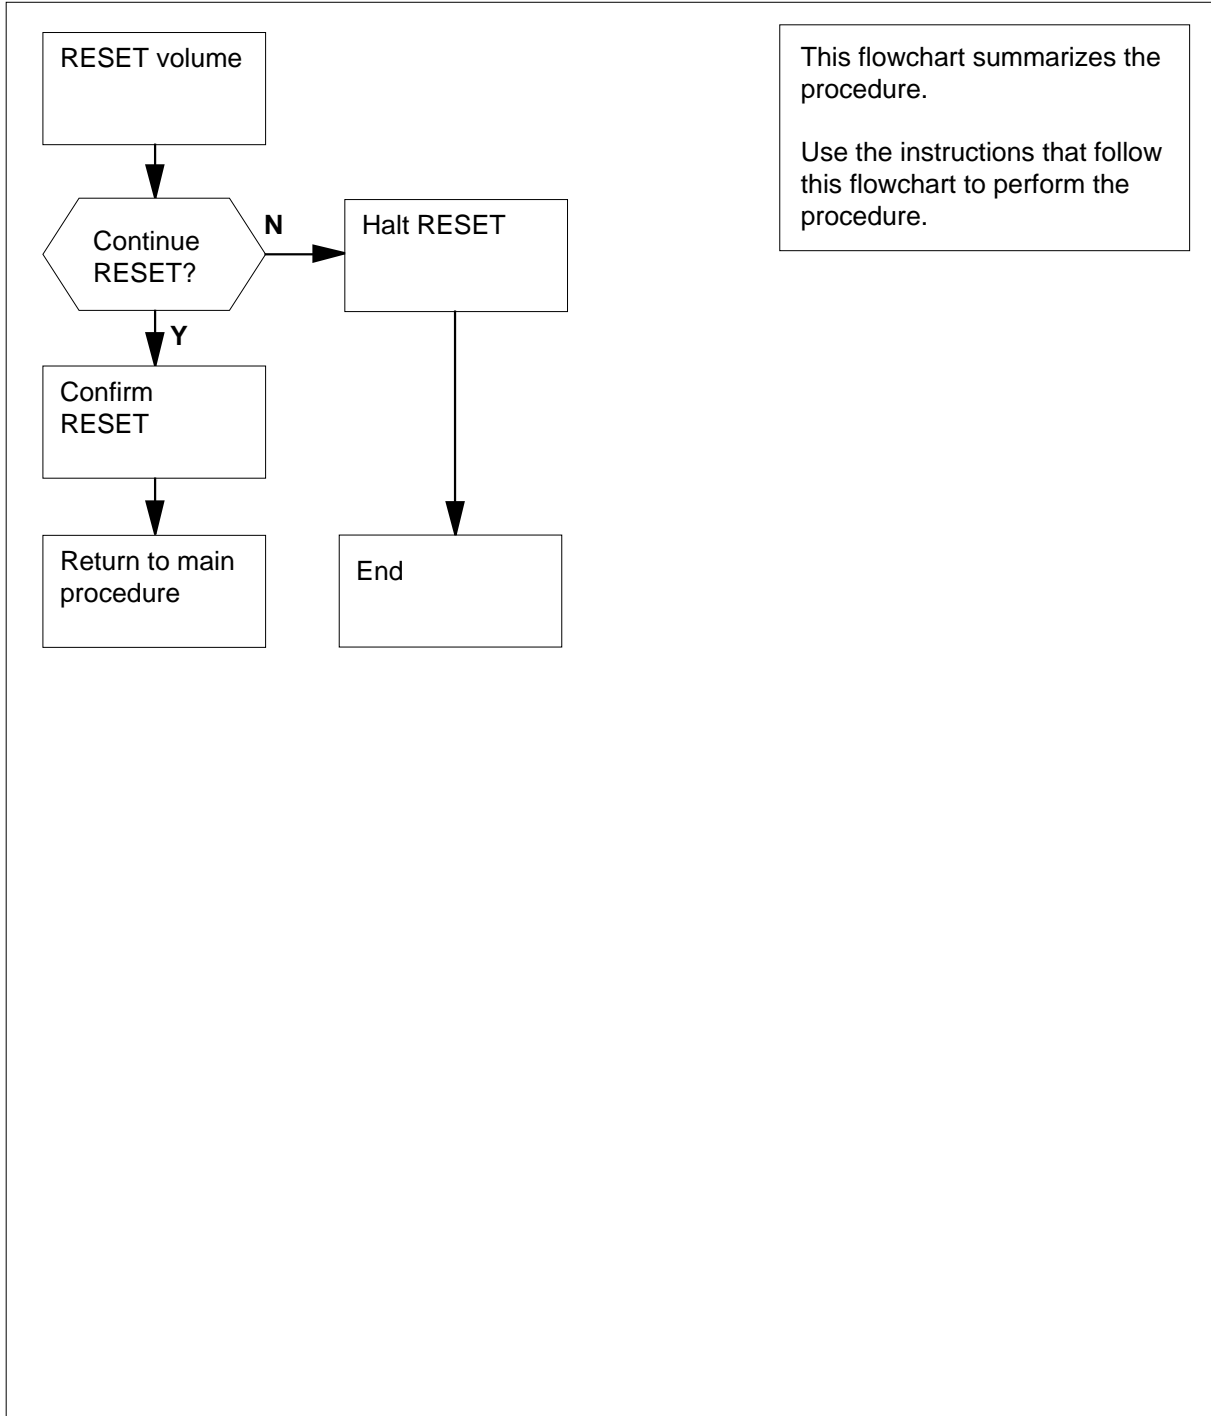 RESET volume
Continue
RESET?
N
Halt RESET
Y
Confirm
RESET
Return to main
procedure
End
This flowchart summarizes the
procedure.
Use the instructions that follow
this flowchart to perform the
procedure.